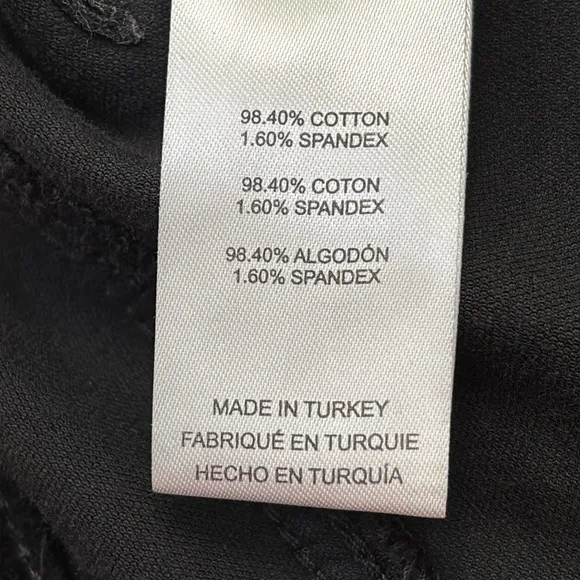 98.40% COTTON
1.60% SPANDEX
98.40% COTON
1.60% SPANDEX
98.40% ALGODÓN
1.60% SPANDEX
MADE IN TURKEY
FABRIQUÉ EN TURQUIE
HECHO EN TURQUÍA